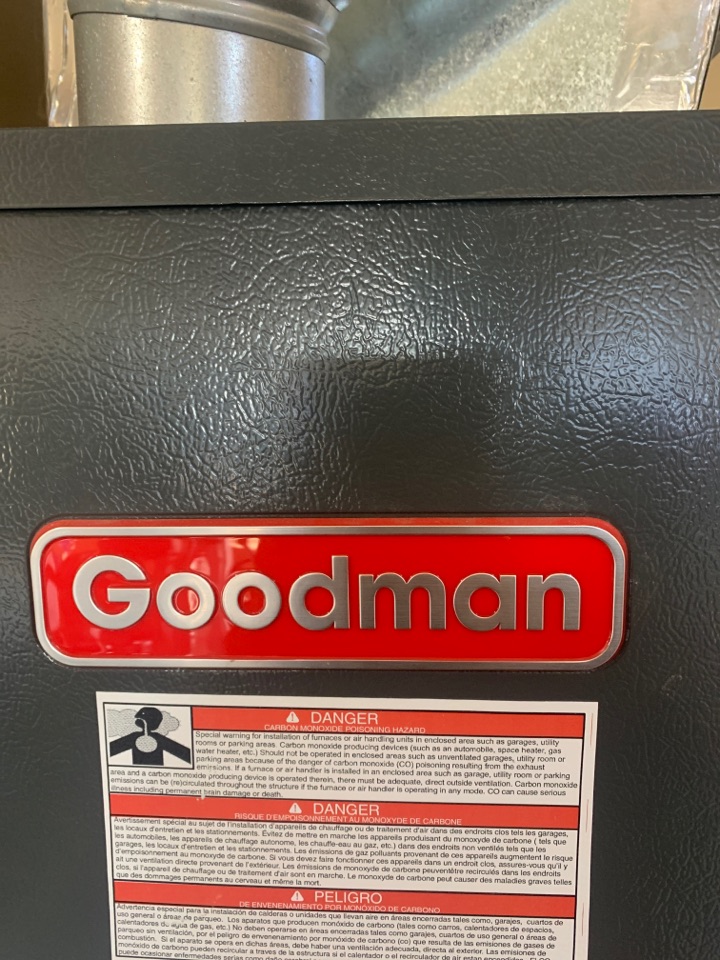 Goodman
DANGER
CARBON MONOXIDE POISONING HAZARD
Special warning for installation of furnaces or air handling units in enclosed areas such as garages, utility
rooms or parking areas. Carbon monoxide producing devices (such as an automobile, space heater, gas
water heater, etc.) Should not be operated in enclosed areas such as unventilated garages, utility room or
parking areas because of the danger of carbon monoxide (CO) poisoning resulting from the exhaust
emissions. If a furnace or air handler is installed in an enclosed area such as garage, utility room or parking
area and a carbon monoxide producing device is operated therein, there must be adequate, direct outside ventilation. Carbon monoxide
emissions can be (re)circulated throughout the structure if the furnace or air handler is operating in any mode. CO can cause serious
illness including permanent brain damage or death.
DANGER
RISQUE D'EMPOISONNEMENT AU MONOXYDE DE CARBONE
Avertissement spécial au sujet de l'installation d'appareils de chauffage ou de traitement d'air dans des endroits clos tels les garages,
les locaux d'entretien et les stationnements. Évitez de mettre en marche les appareils produisant du monoxyde de carbone ( tels que
les automobiles, les appareils de chauffage autonome, les chauffe-eau au gaz, etc.) dans des endroits non ventilés tels que les
garages, les locaux d'entretien et les stationnements. Les émissions de gaz polluants provenant de ces appareils augmentent le risque
d'empoisonnement au monoxyde de carbone. Si vous devez faire fonctionner ces appareils dans un endroit clos, assures-vous qu'il y
ait une ventilation directe provenant de l'extérieur. Les émissions de monoxyde de carbone peuventêtre recirculés dans les endroits
clos, si l'appareil de chauffage ou de traitement d'air sont en marche. Le monoxyde de carbone peut causer des maladies graves telles
que des dommages permanents au cerveau et même la mort.
PELIGRO
DE ENVENENAMIENTO POR MONÓXIDO DE CARBONO
Advertencia especial para la instalación de calderas o unidades que llevan aire en áreas encerradas tales como, garajes, cuartos de
uso general o áreas de parqueo. Los aparatos que producen monóxido de carbono (tales como carros, calentadores de espacios,
calentadores de agua de gas, etc.) No deben operarse en áreas encerradas tales como garajes, cuartos de uso general o áreas de
parqueo sin ventilación, por el peligro de envenenamiento por monóxido de carbono (co) que resulta de las emisiones de gases de
combustión. Si el aparato se opera en dichas áreas, debe haber una ventilación adecuada, directa al exterior. Las emisiones de
monóxido de carbono pueden recircular a través de la estructura si el calentador o el recirculador de aire estan encendidos. El CO
puede ocasionar enfermedades serias como daño